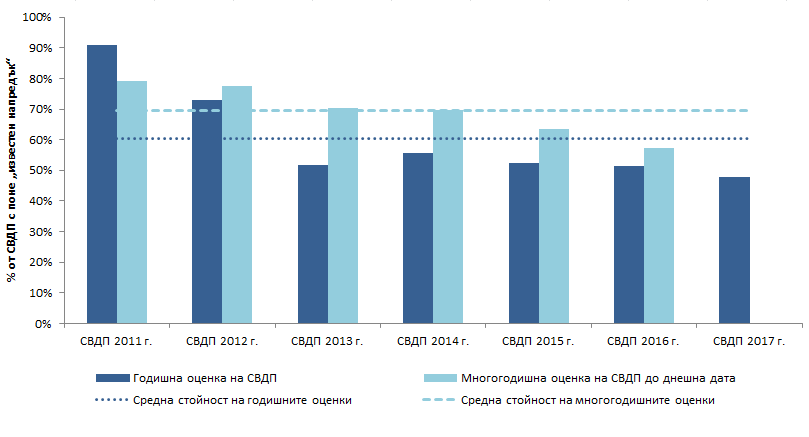 100%
90%
80%
70%
60%
50%
40%
30%
20%
10%
0%
% от СВДП с поне „известен напредък“
СВДП 2011 г. СВДП 2012 г. СВДП 2013 г. СВДП 2014 г. СВДП 2015 г. СВДП 2016 г. СВДП 2017 г.
Годишна оценка на СВДП Многогодишна оценка на СВДП до днешна дата
Средна стойност на годишните оценки Средна стойност на многогодишните оценки